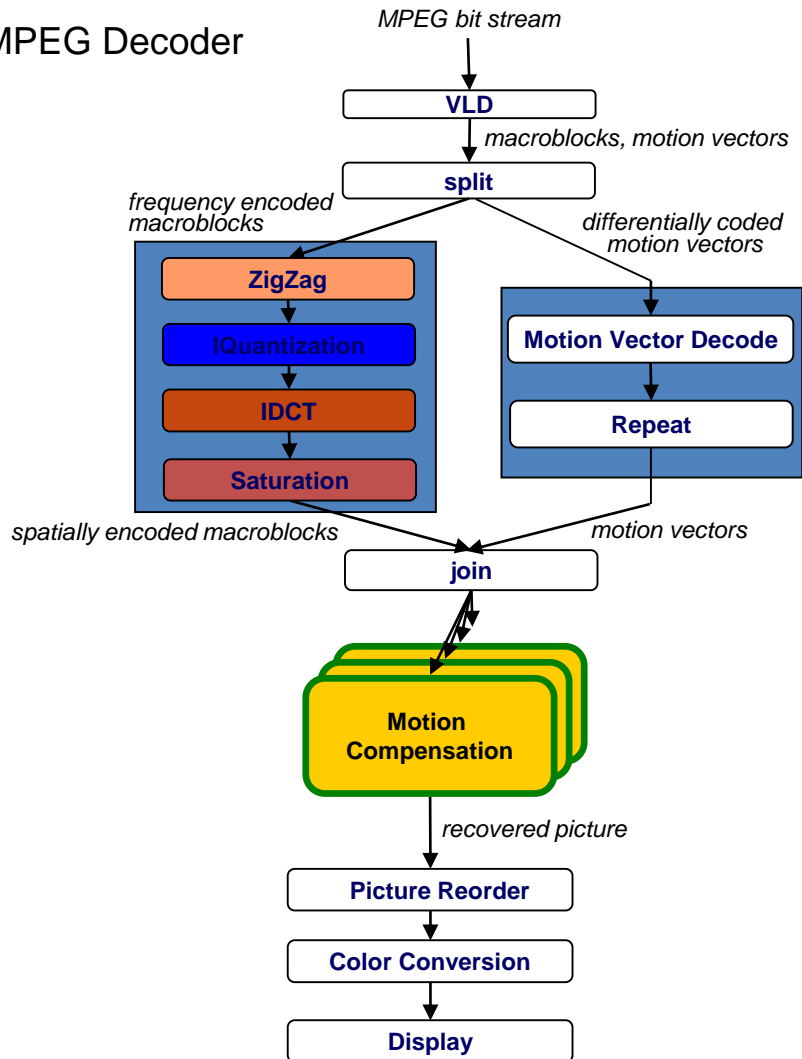 MPEG Decoder
MPEG bit stream
VLD
macroblocks, motion vectors
split
frequency encoded
macroblocks
differentially coded
motion vectors
ZigZag
IQuantization
IDCT
Saturation
Motion Vector Decode
Repeat
spatially encoded macroblocks
motion vectors
join
Motion
Compensation
recovered picture
Picture Reorder
Color Conversion
Display